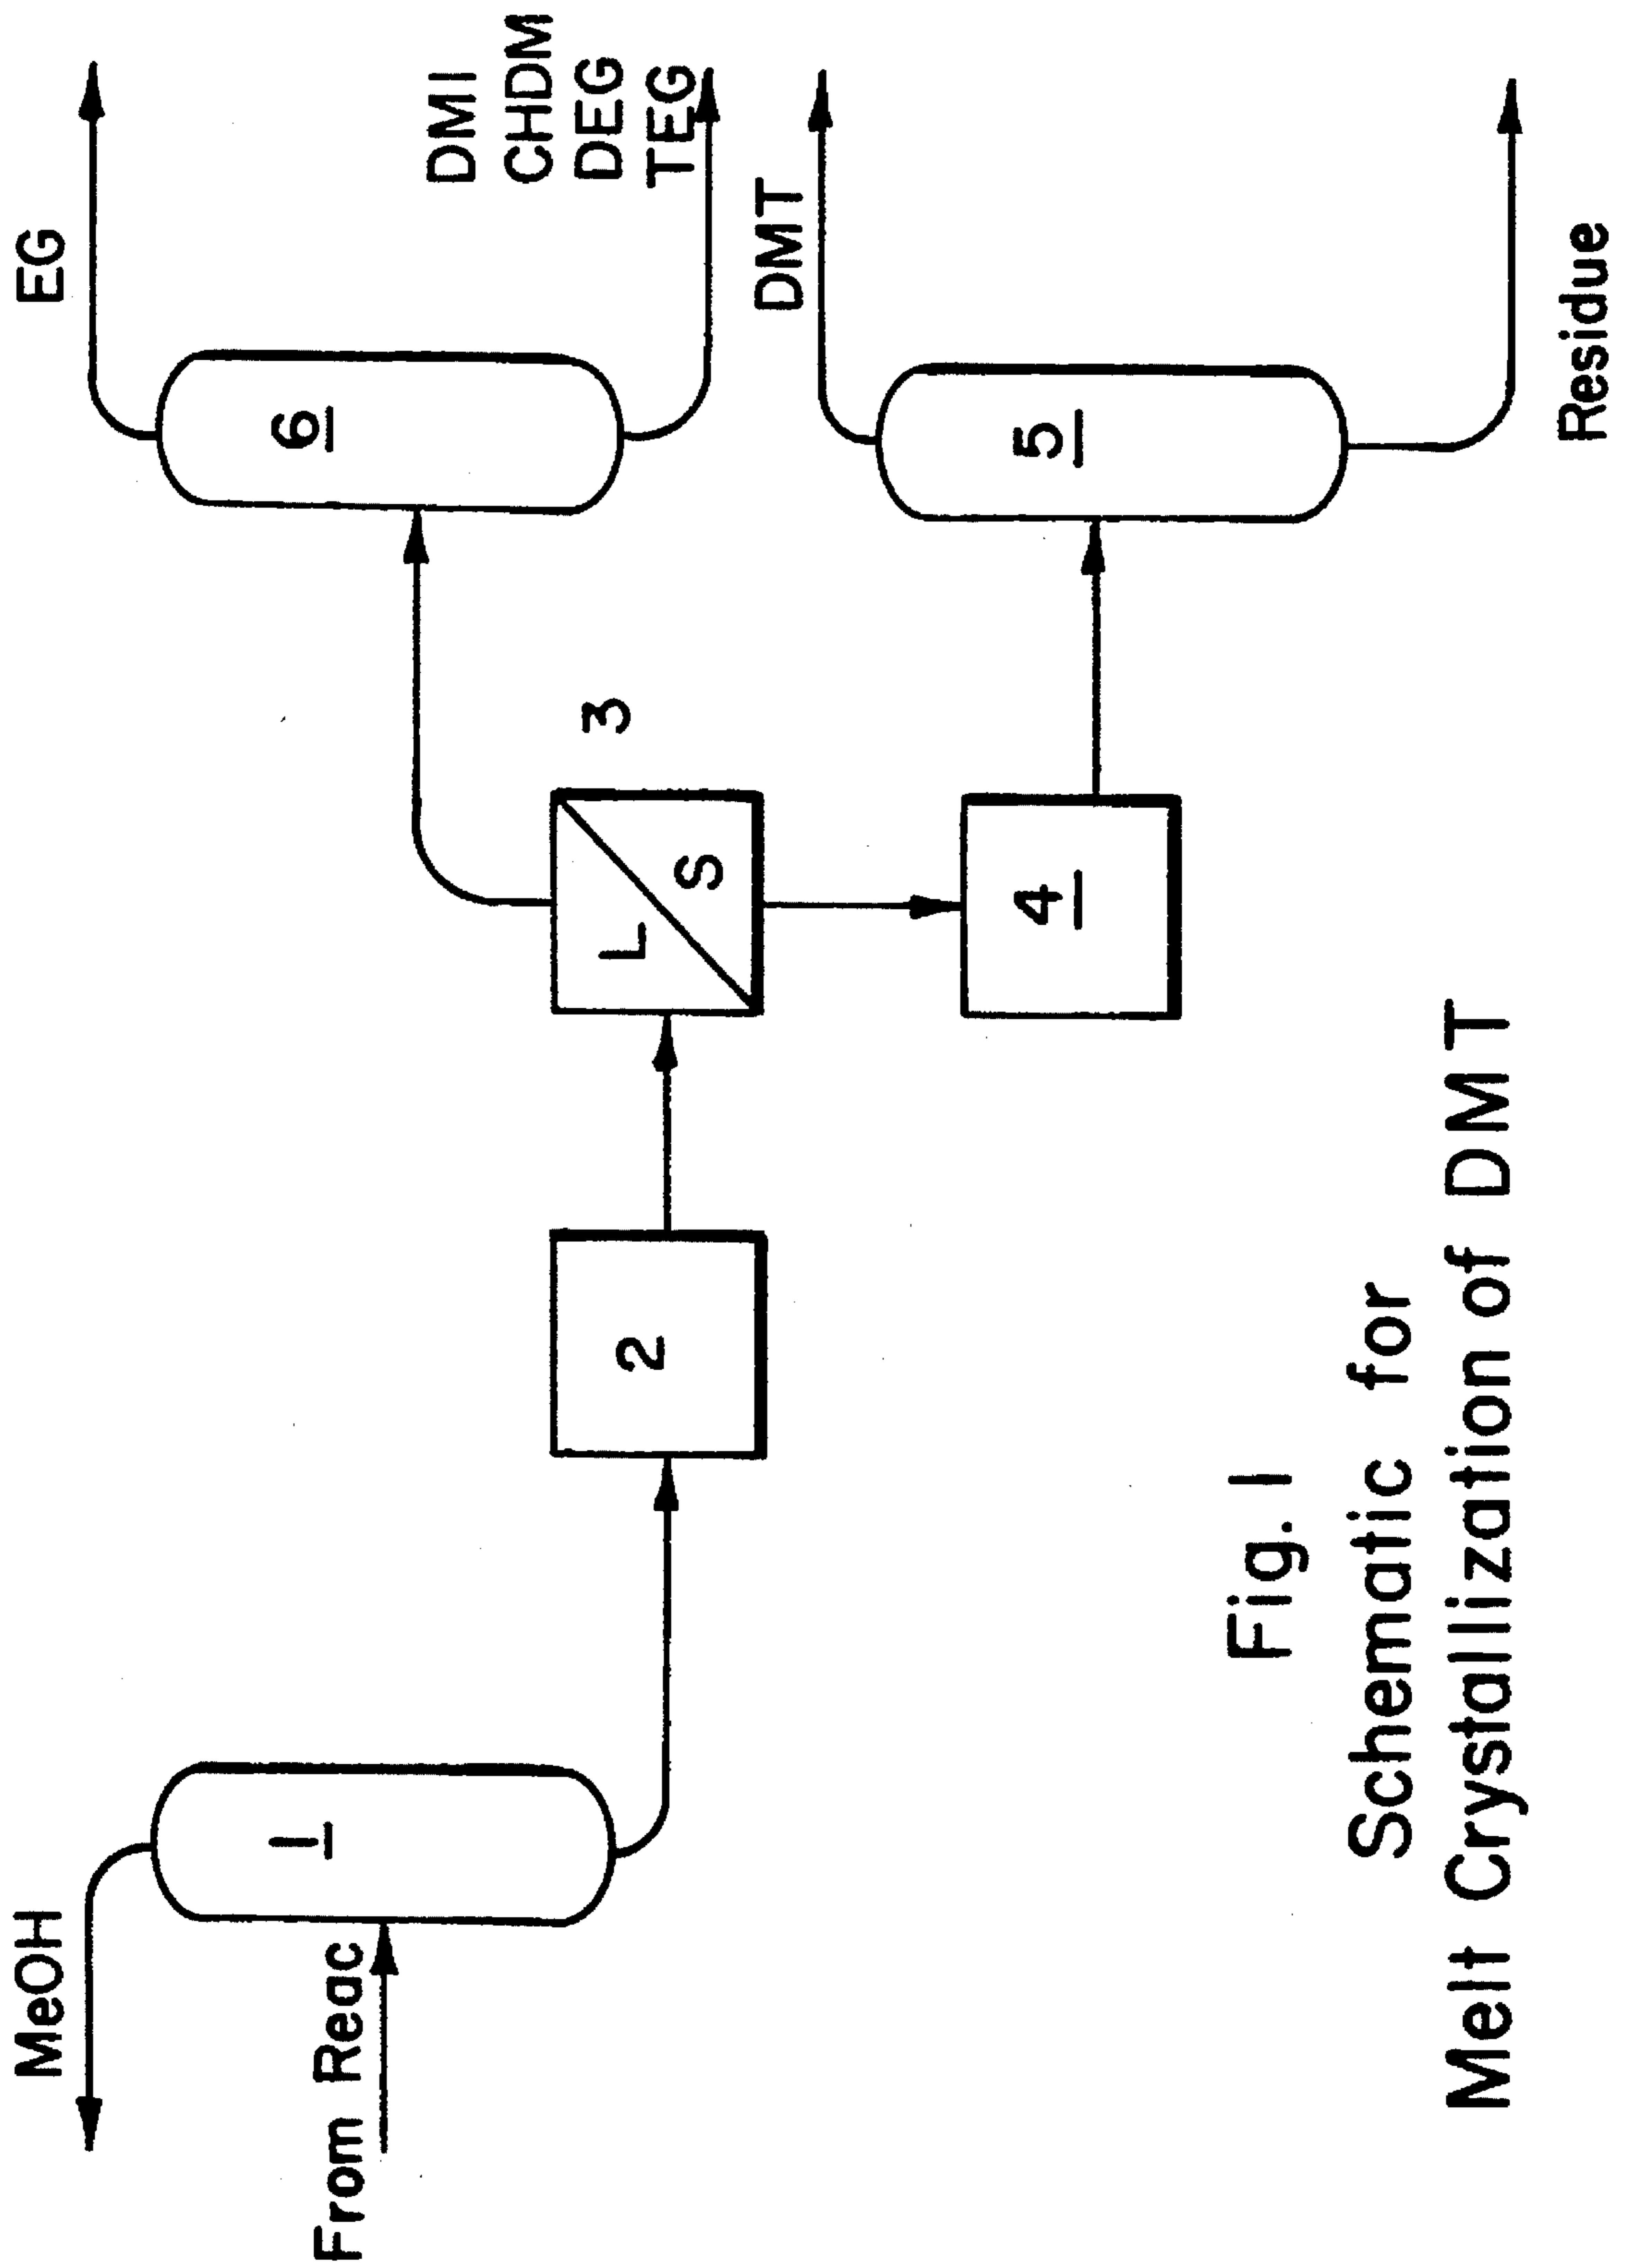 MeOH
From Reac
1
2
L
S
3
4
EG
6
DMI
CHDM
DEG
TEG
DMT
5
Residue
Fig. 1
Schematic for
Melt Crystallization of DMT